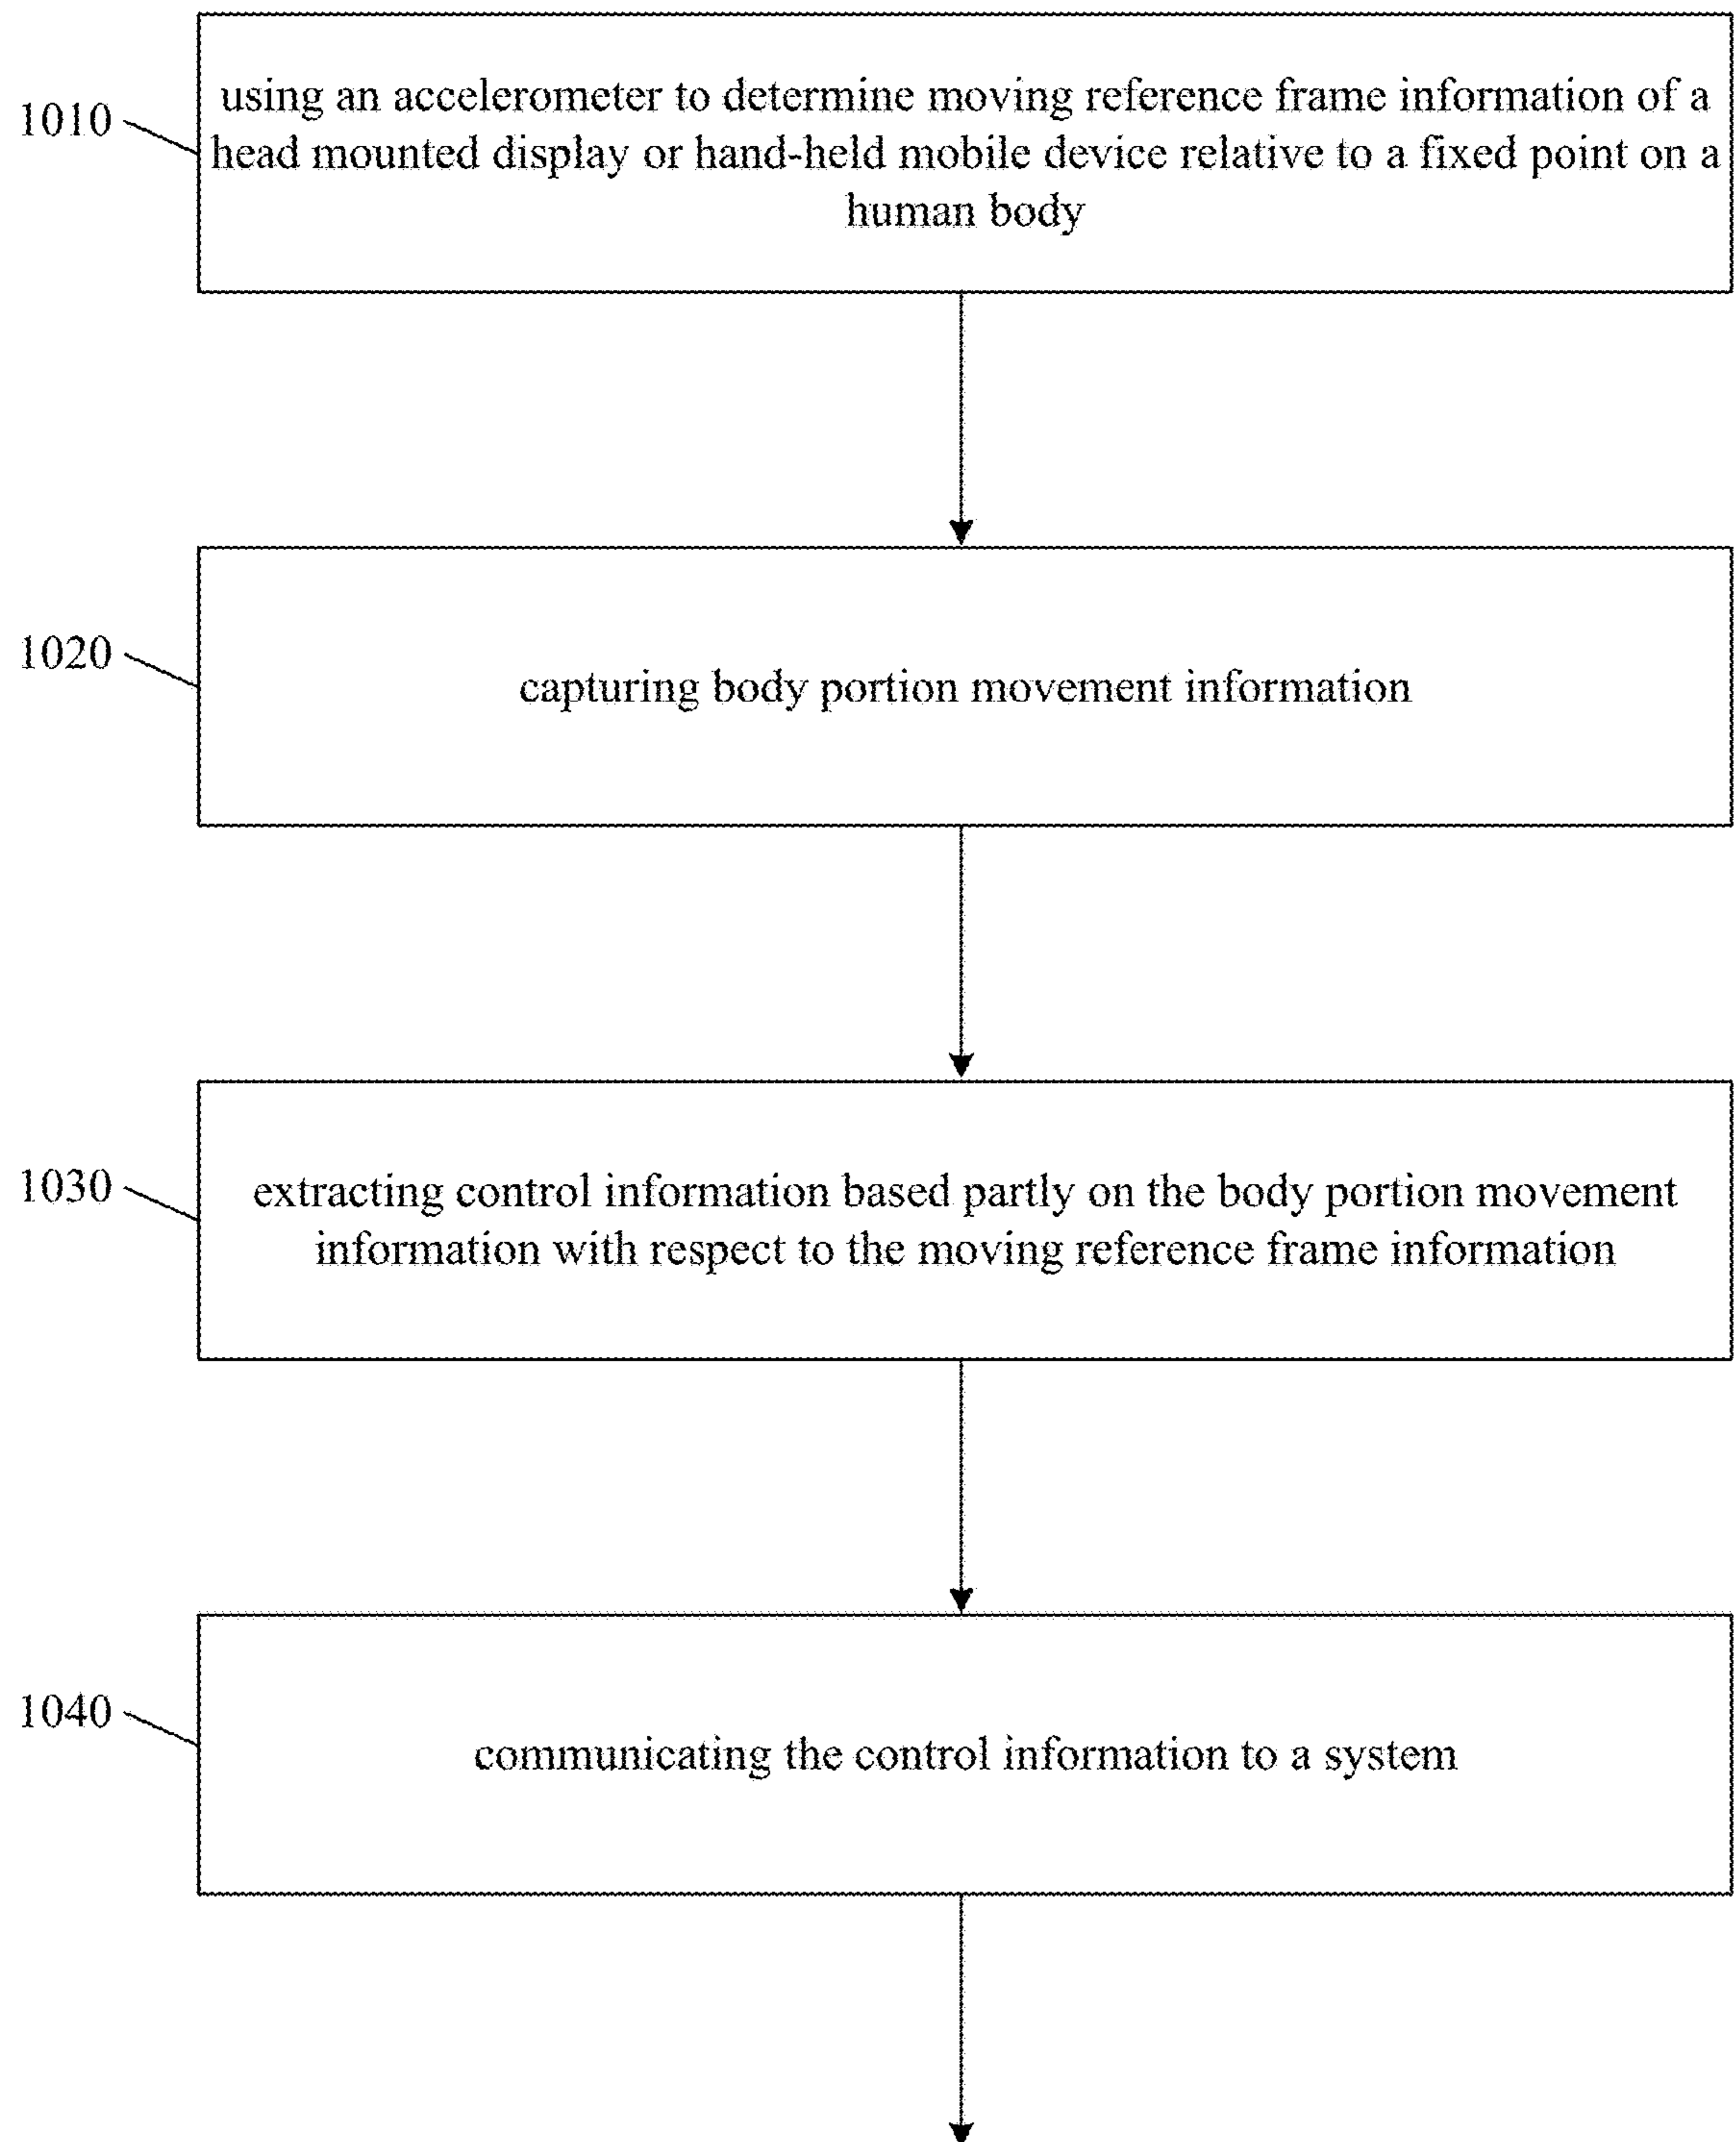 1010
using an accelerometer to determine moving reference frame information of a
head mounted display or hand-held mobile device relative to a fixed point on a
human body
1020
capturing body portion movement information
1030
extracting control information based partly on the body portion movement
information with respect to the moving reference frame information
1040
communicating the control information to a system